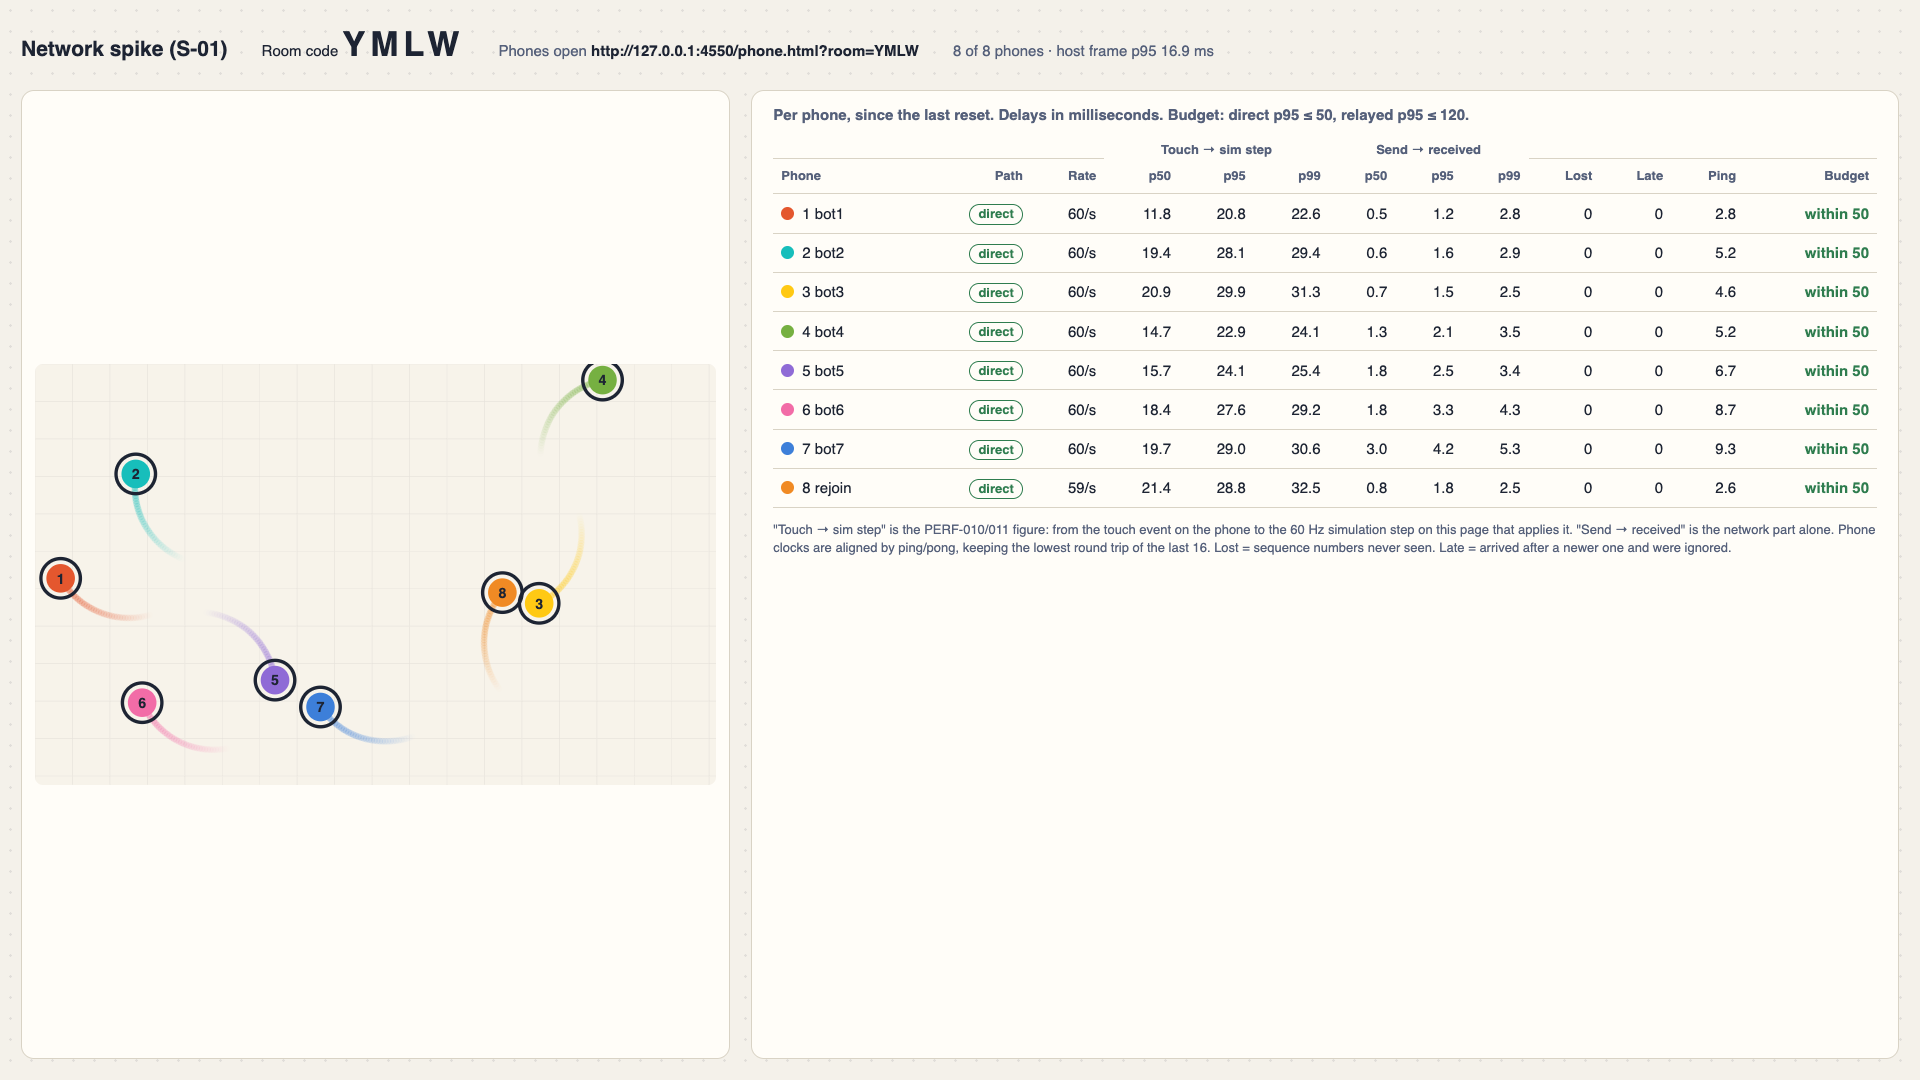 Network spike (S-01) Room code YMLW Phones open http://127.0.0.1:4550/phone.html?room=YMLW 8 of 8 phones · host frame p95 16.9 ms
4
2
1
8
3
5
6
7
Per phone, since the last reset. Delays in milliseconds. Budget: direct p95 ≤ 50, relayed p95 ≤ 120.
Touch → sim step Send → received
Phone Path Rate p50 p95 p99 p50 p95 p99 Lost Late Ping Budget
1 bot1 direct 60/s 11.8 20.8 22.6 0.5 1.2 2.8 0 0 2.8 within 50
2 bot2 direct 60/s 19.4 28.1 29.4 0.6 1.6 2.9 0 0 5.2 within 50
3 bot3 direct 60/s 20.9 29.9 31.3 0.7 1.5 2.5 0 0 4.6 within 50
4 bot4 direct 60/s 14.7 22.9 24.1 1.3 2.1 3.5 0 0 5.2 within 50
5 bot5 direct 60/s 15.7 24.1 25.4 1.8 2.5 3.4 0 0 6.7 within 50
6 bot6 direct 60/s 18.4 27.6 29.2 1.8 3.3 4.3 0 0 8.7 within 50
7 bot7 direct 60/s 19.7 29.0 30.6 3.0 4.2 5.3 0 0 9.3 within 50
8 rejoin direct 59/s 21.4 28.8 32.5 0.8 1.8 2.5 0 0 2.6 within 50
"Touch → sim step" is the PERF-010/011 figure: from the touch event on the phone to the 60 Hz simulation step on this page that applies it. "Send → received" is the network part alone. Phone
clocks are aligned by ping/pong, keeping the lowest round trip of the last 16. Lost = sequence numbers never seen. Late = arrived after a newer one and were ignored.